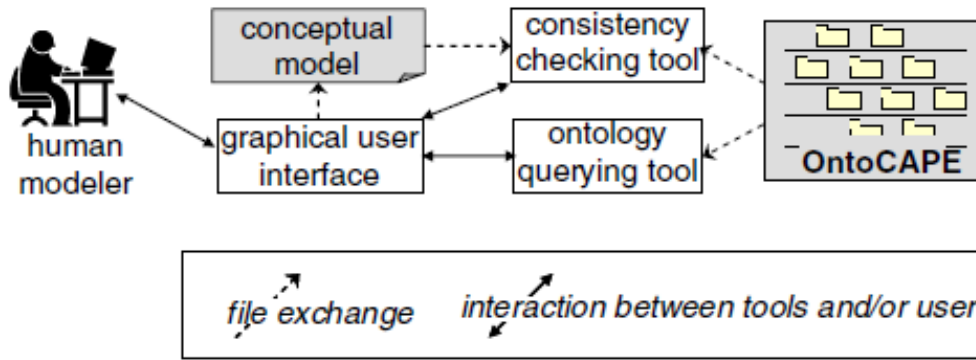 conceptual
model
consistency
checking tool
human
modeler
graphical user
interface
ontology
querying tool
OntoCAPE
file exchange
interaction between tools and/or user